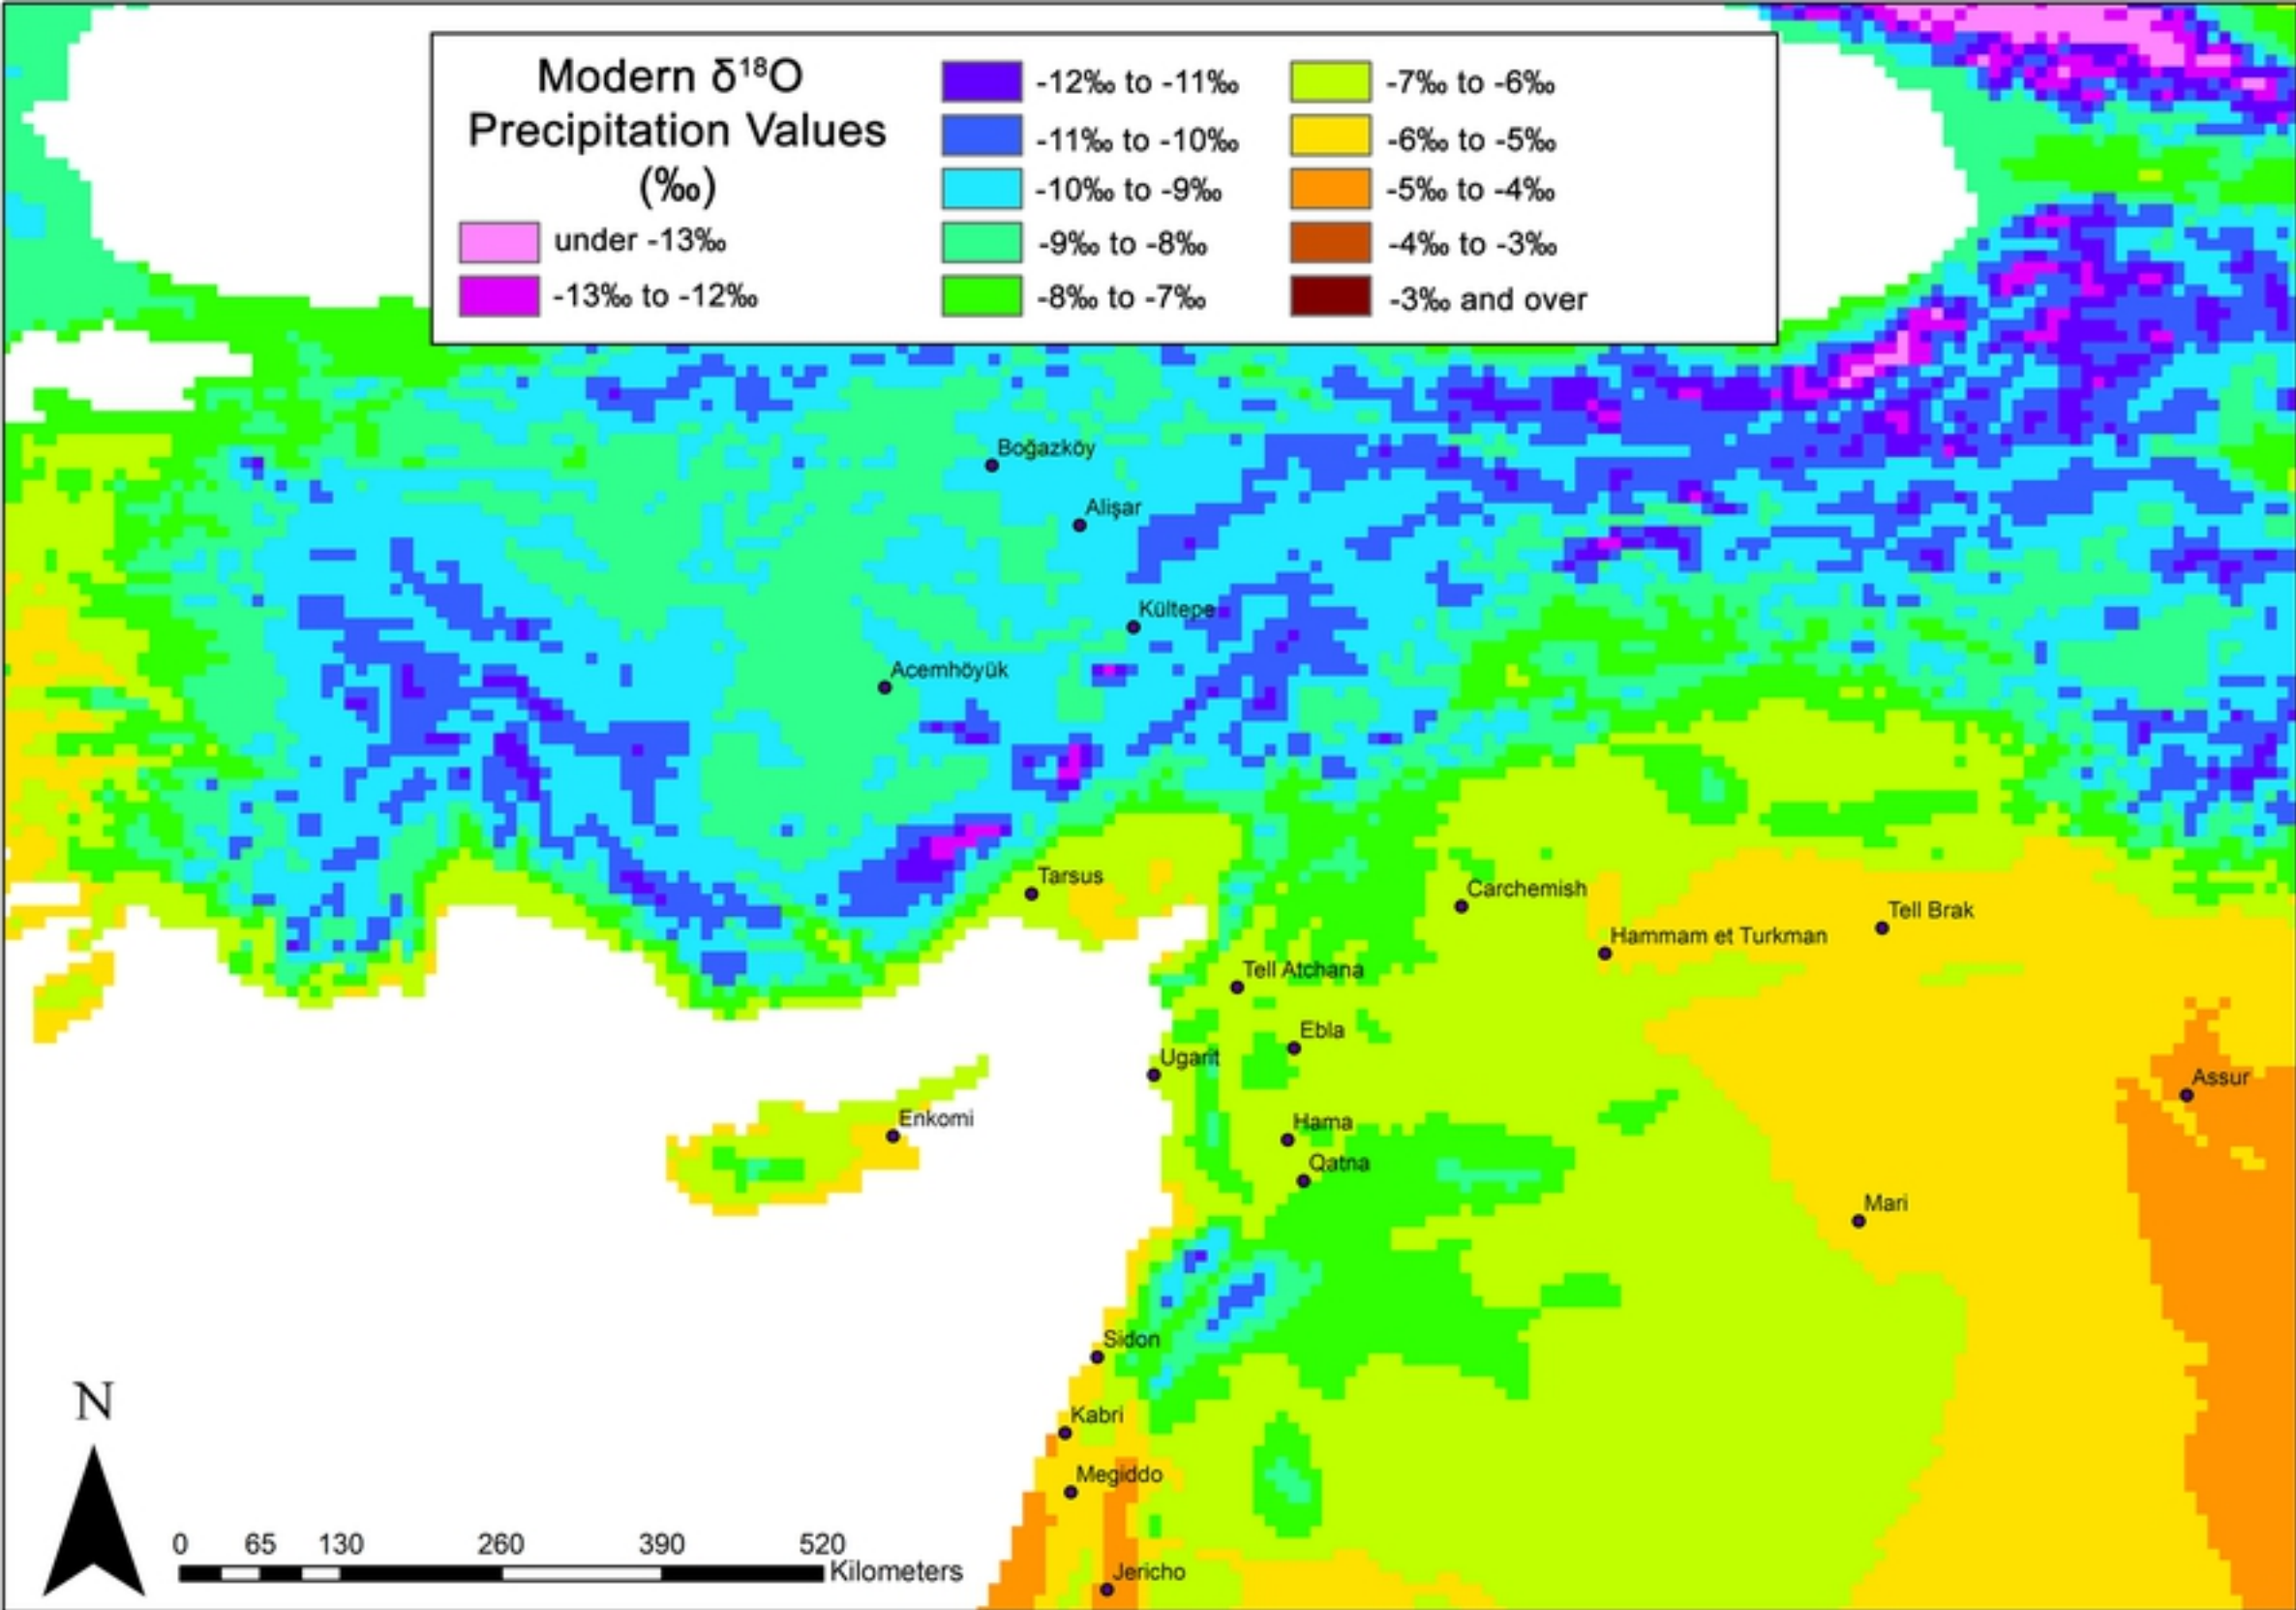 Modern δ¹⁸O
Precipitation Values
(‰)
under -13‰
-13‰ to -12‰
-12‰ to -11‰
-11‰ to -10‰
-10‰ to -9‰
-9‰ to -8‰
-8‰ to -7‰
-7‰ to -6‰
-6‰ to -5‰
-5‰ to -4‰
-4‰ to -3‰
-3‰ and over
Boğazköy
Alişar
Kültepe
Acemhöyük
Tarsus
Carchemish
Tell Brak
Hammam et Turkman
Tell Atchana
Ebla
Ugarit
Assur
Enkomi
Hama
Qatna
Mari
Sidon
Kabri
Megiddo
Jericho
N
0 65 130 260 390 520
Kilometers